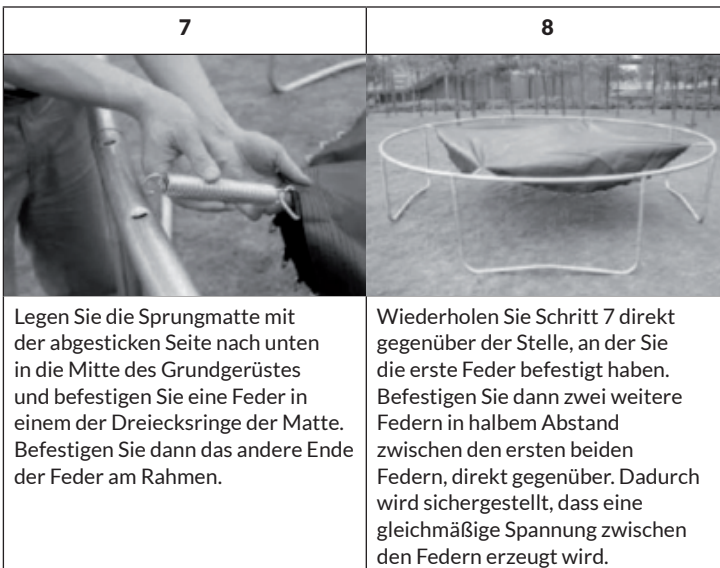 7
Legen Sie die Sprungmatte mit
der abgesticken Seite nach unten
in die Mitte des Grundgerüstes
und befestigen Sie eine Feder in
einem der Dreiecksringe der Matte.
Befestigen Sie dann das andere Ende
der Feder am Rahmen.
8
Wiederholen Sie Schritt 7 direkt
gegenüber der Stelle, an der Sie
die erste Feder befestigt haben.
Befestigen Sie dann zwei weitere
Federn in halbem Abstand
zwischen den ersten beiden
Federn, direkt gegenüber. Dadurch
wird sichergestellt, dass eine
gleichmäßige Spannung zwischen
den Federn erzeugt wird.